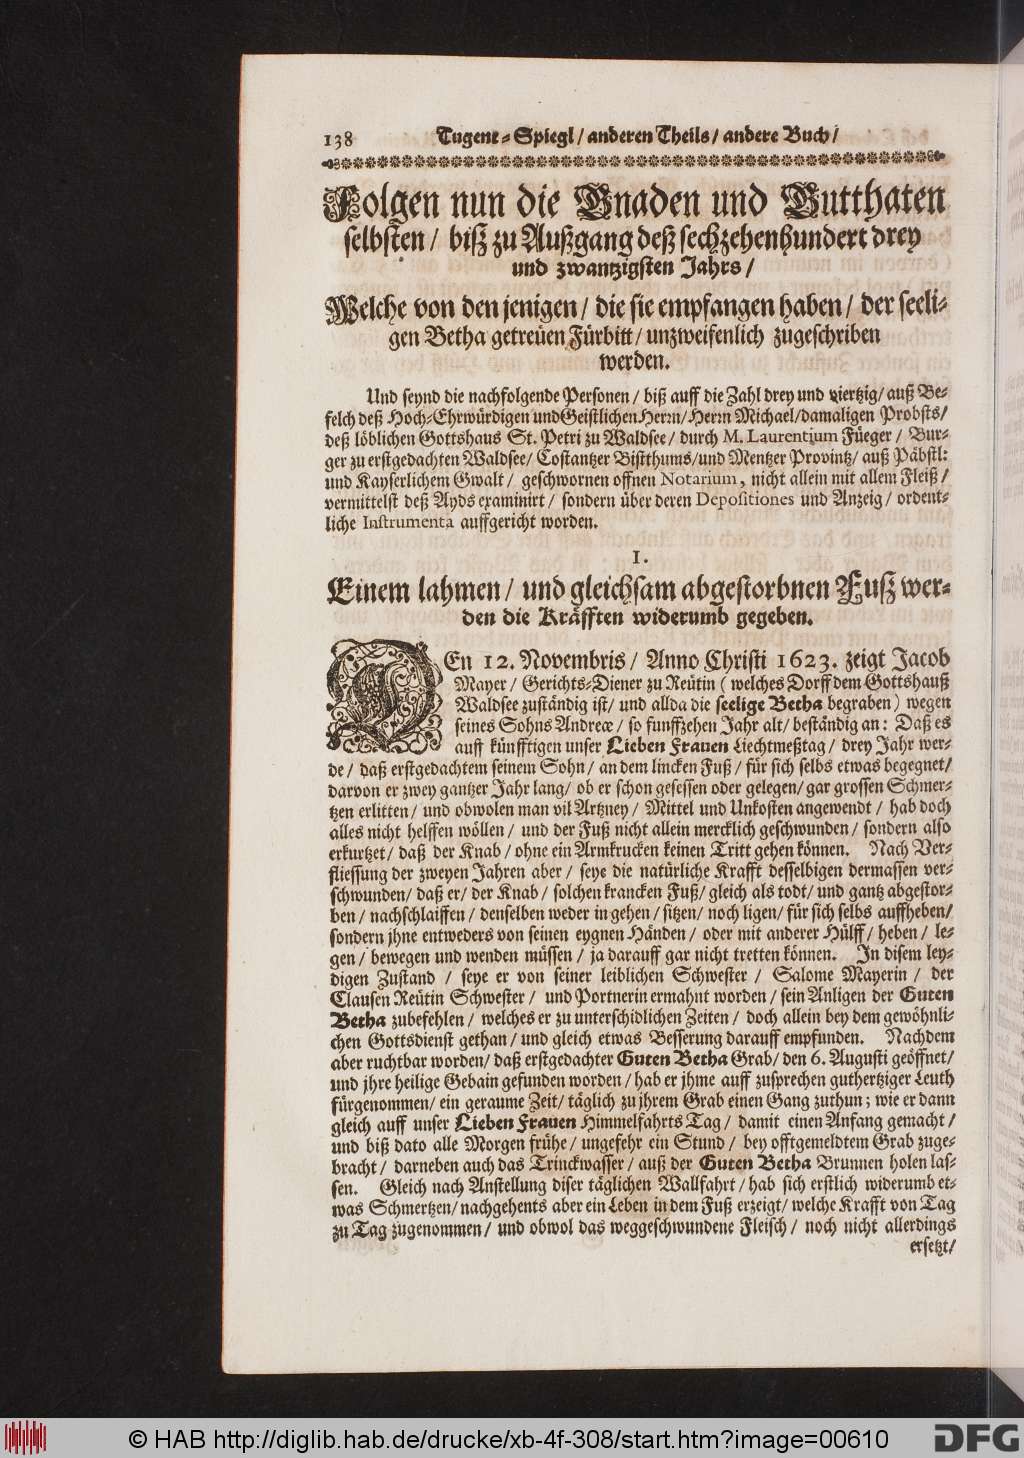 138 Tugent-Spiegl / anderen Theils / andere Buch /
Folgen nun die Gnaden und Gutthaten
selbsten / biß zu Außgang deß sechzehenhundert drey
und zwantzigsten Jahrs /
Welche von den jenigen / die sie empfangen haben / der seeli-
gen Betha getreüen Fürbitt / unzweifenlich zugeschriben
werden.
Und seynd die nachfolgende Personen / biß auff die Zahl drey und viertzig / auß Be-
felch deß Hoch-Ehrwürdigen und Geistlichen Herrn / Herrn Michael / damaligen Probsts /
deß löblichen Gottshaus St. Petri zu Waldsee / durch M. Laurentium Füeger / Bur-
ger zu erstgedachten Waldsee / Costantzer Bistthums / und Mentzer Provintz / auß Päbstl:
und Kayserlichem Gwalt / geschwornen offnen Notarium, nicht allein mit allem Fleiß /
vermittelst deß Ayds examinirt / sondern über deren Depositiones und Anzeig / ordent-
liche Instrumenta auffgericht worden.
1.
Einem lahmen / und gleichsam abgestorbnen Fuß wer-
den die Kräfften widerumb gegeben.
DEn 12. Novembris / Anno Christi 1623. zeigt Jacob
Mayer / Gerichts-Diener zu Reütin ( welches Dorff dem Gottshauß
Waldsee zuständig ist / und allda die seelige Betha begraben ) wegen
seines Sohns Andreæ / so funffzehen Jahr alt / beständig an: Daß es
auff künfftigen unser Lieben Frauen Liechtmeßtag / drey Jahr wer-
de / daß erstgedachtem seinem Sohn / an dem lincken Fuß / für sich selbs etwas begegnet /
darvon er zwey gantzer Jahr lang / ob er schon gesessen oder gelegen / gar grossen Schmer-
tzen erlitten / und obwolen man vil Artzney / Mittel und Unkosten angewendt / hab doch
alles nicht helffen wöllen / und der Fuß nicht allein mercklich geschwunden / sondern also
erkurtzet / daß der Knab / ohne ein Armkrucken keinen Tritt gehen können. Nach Ver-
fliessung der zweyen Jahren aber / seye die natürliche Krafft desselbigen dermassen ver-
schwunden / daß er / der Knab / solchen krancken Fuß / gleich als todt / und gantz abgestor-
ben / nachschlaiffen / denselben weder in gehen / sitzen / noch ligen / für sich selbs auffheben /
sondern jhne entweders von seinen eygnen Händen / oder mit anderer Hülff / heben / le-
gen / bewegen und wenden müssen / ja darauff gar nicht tretten können. In disem ley-
digen Zustand / seye er von seiner leiblichen Schwester / Salome Mayerin / der
Clausen Reütin Schwester / und Portnerin ermahnt worden / sein Anligen der Guten
Betha zubefehlen / welches er zu unterschidlichen Zeiten / doch allein bey dem gewöhnli-
chen Gottsdienst gethan / und gleich etwas Besserung darauff empfunden. Nachdem
aber ruchtbar worden / daß erstgedachter Guten Betha Grab / den 6. Augusti geöffnet /
und jhre heilige Gebain gefunden worden / hab er jhme auff zusprechen guthertziger Leuth
fürgenommen / ein geraume Zeit / täglich zu jhrem Grab einen Gang zuthun ; wie er dann
gleich auff unser Lieben Frauen Himmelfahrts Tag / damit einen Anfang gemacht /
und biß dato alle Morgen frühe / ungefehr ein Stund / bey offtgemeldtem Grab zuge-
bracht / darneben auch das Trinckwasser / auß der Guten Betha Brunnen holen las-
sen. Gleich nach Anstellung diser täglichen Wallfahrt / hab sich erstlich widerumb et-
was Schmertzen / nachgehents aber ein Leben in dem Fuß erzeigt / welche Krafft von Tag
zu Tag zugenommen / und obwol das weggeschwundene Fleisch / noch nicht allerdings
ersetzt /
© HAB http://diglib.hab.de/drucke/xb-4f-308/start.htm?image=00610 DFG